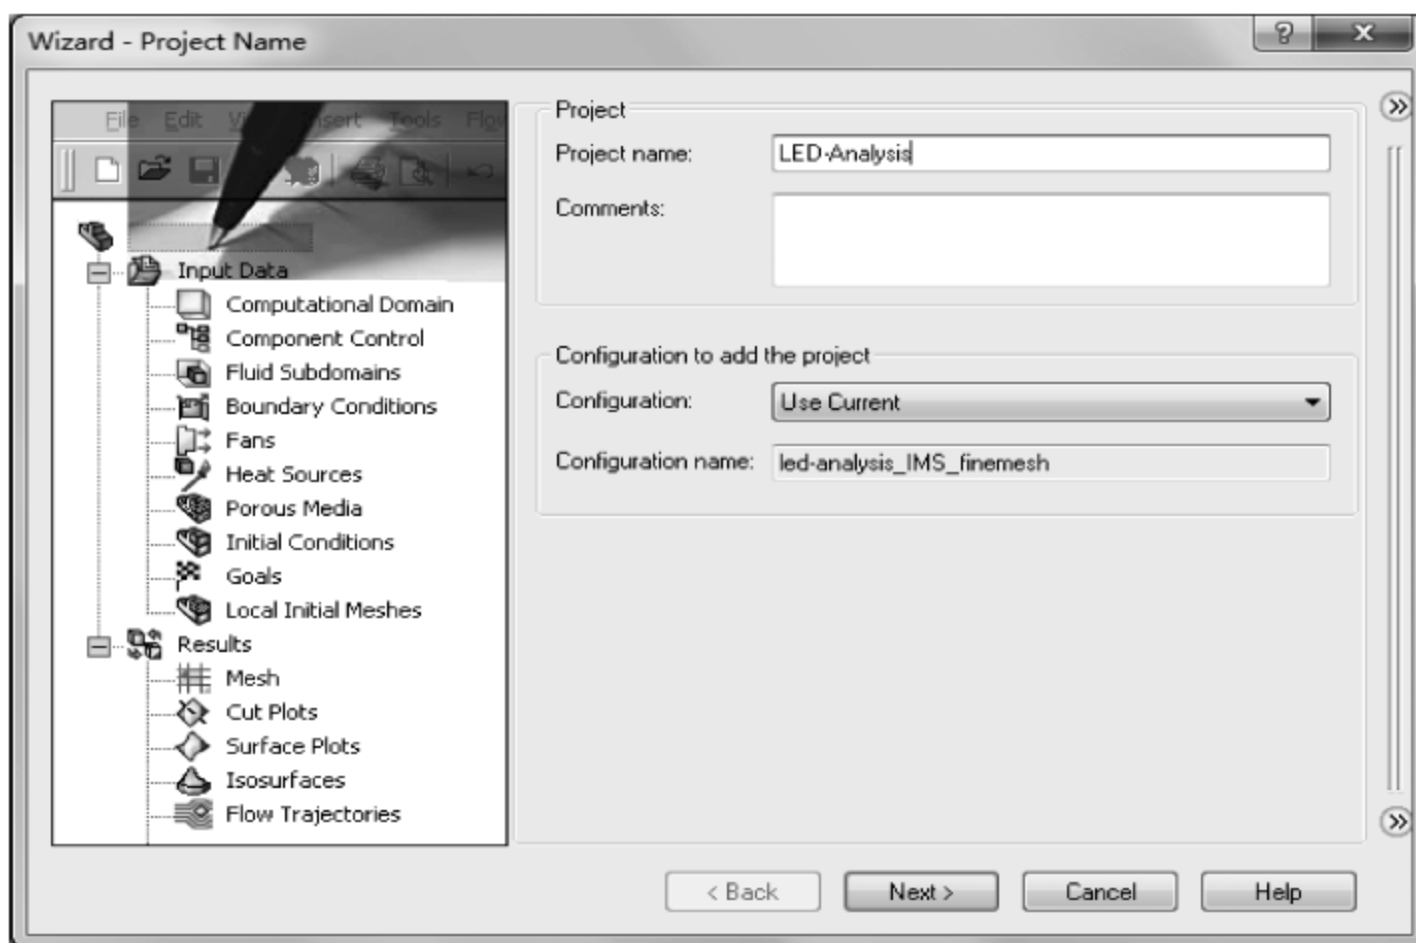 Wizard - Project Name
File Edit Insert Tools
Input Data
Computational Domain
Component Control
Fluid Subdomains
Boundary Conditions
Fans
Heat Sources
Porous Media
Initial Conditions
Goals
Local Initial Meshes
Results
Mesh
Cut Plots
Surface Plots
Isosurfaces
Flow Trajectories
Project
Project name: LED-Analysis
Comments:
Configuration to add the project
Configuration: Use Current
Configuration name: led-analysis_IMS_finemesh
< Back Next > Cancel Help